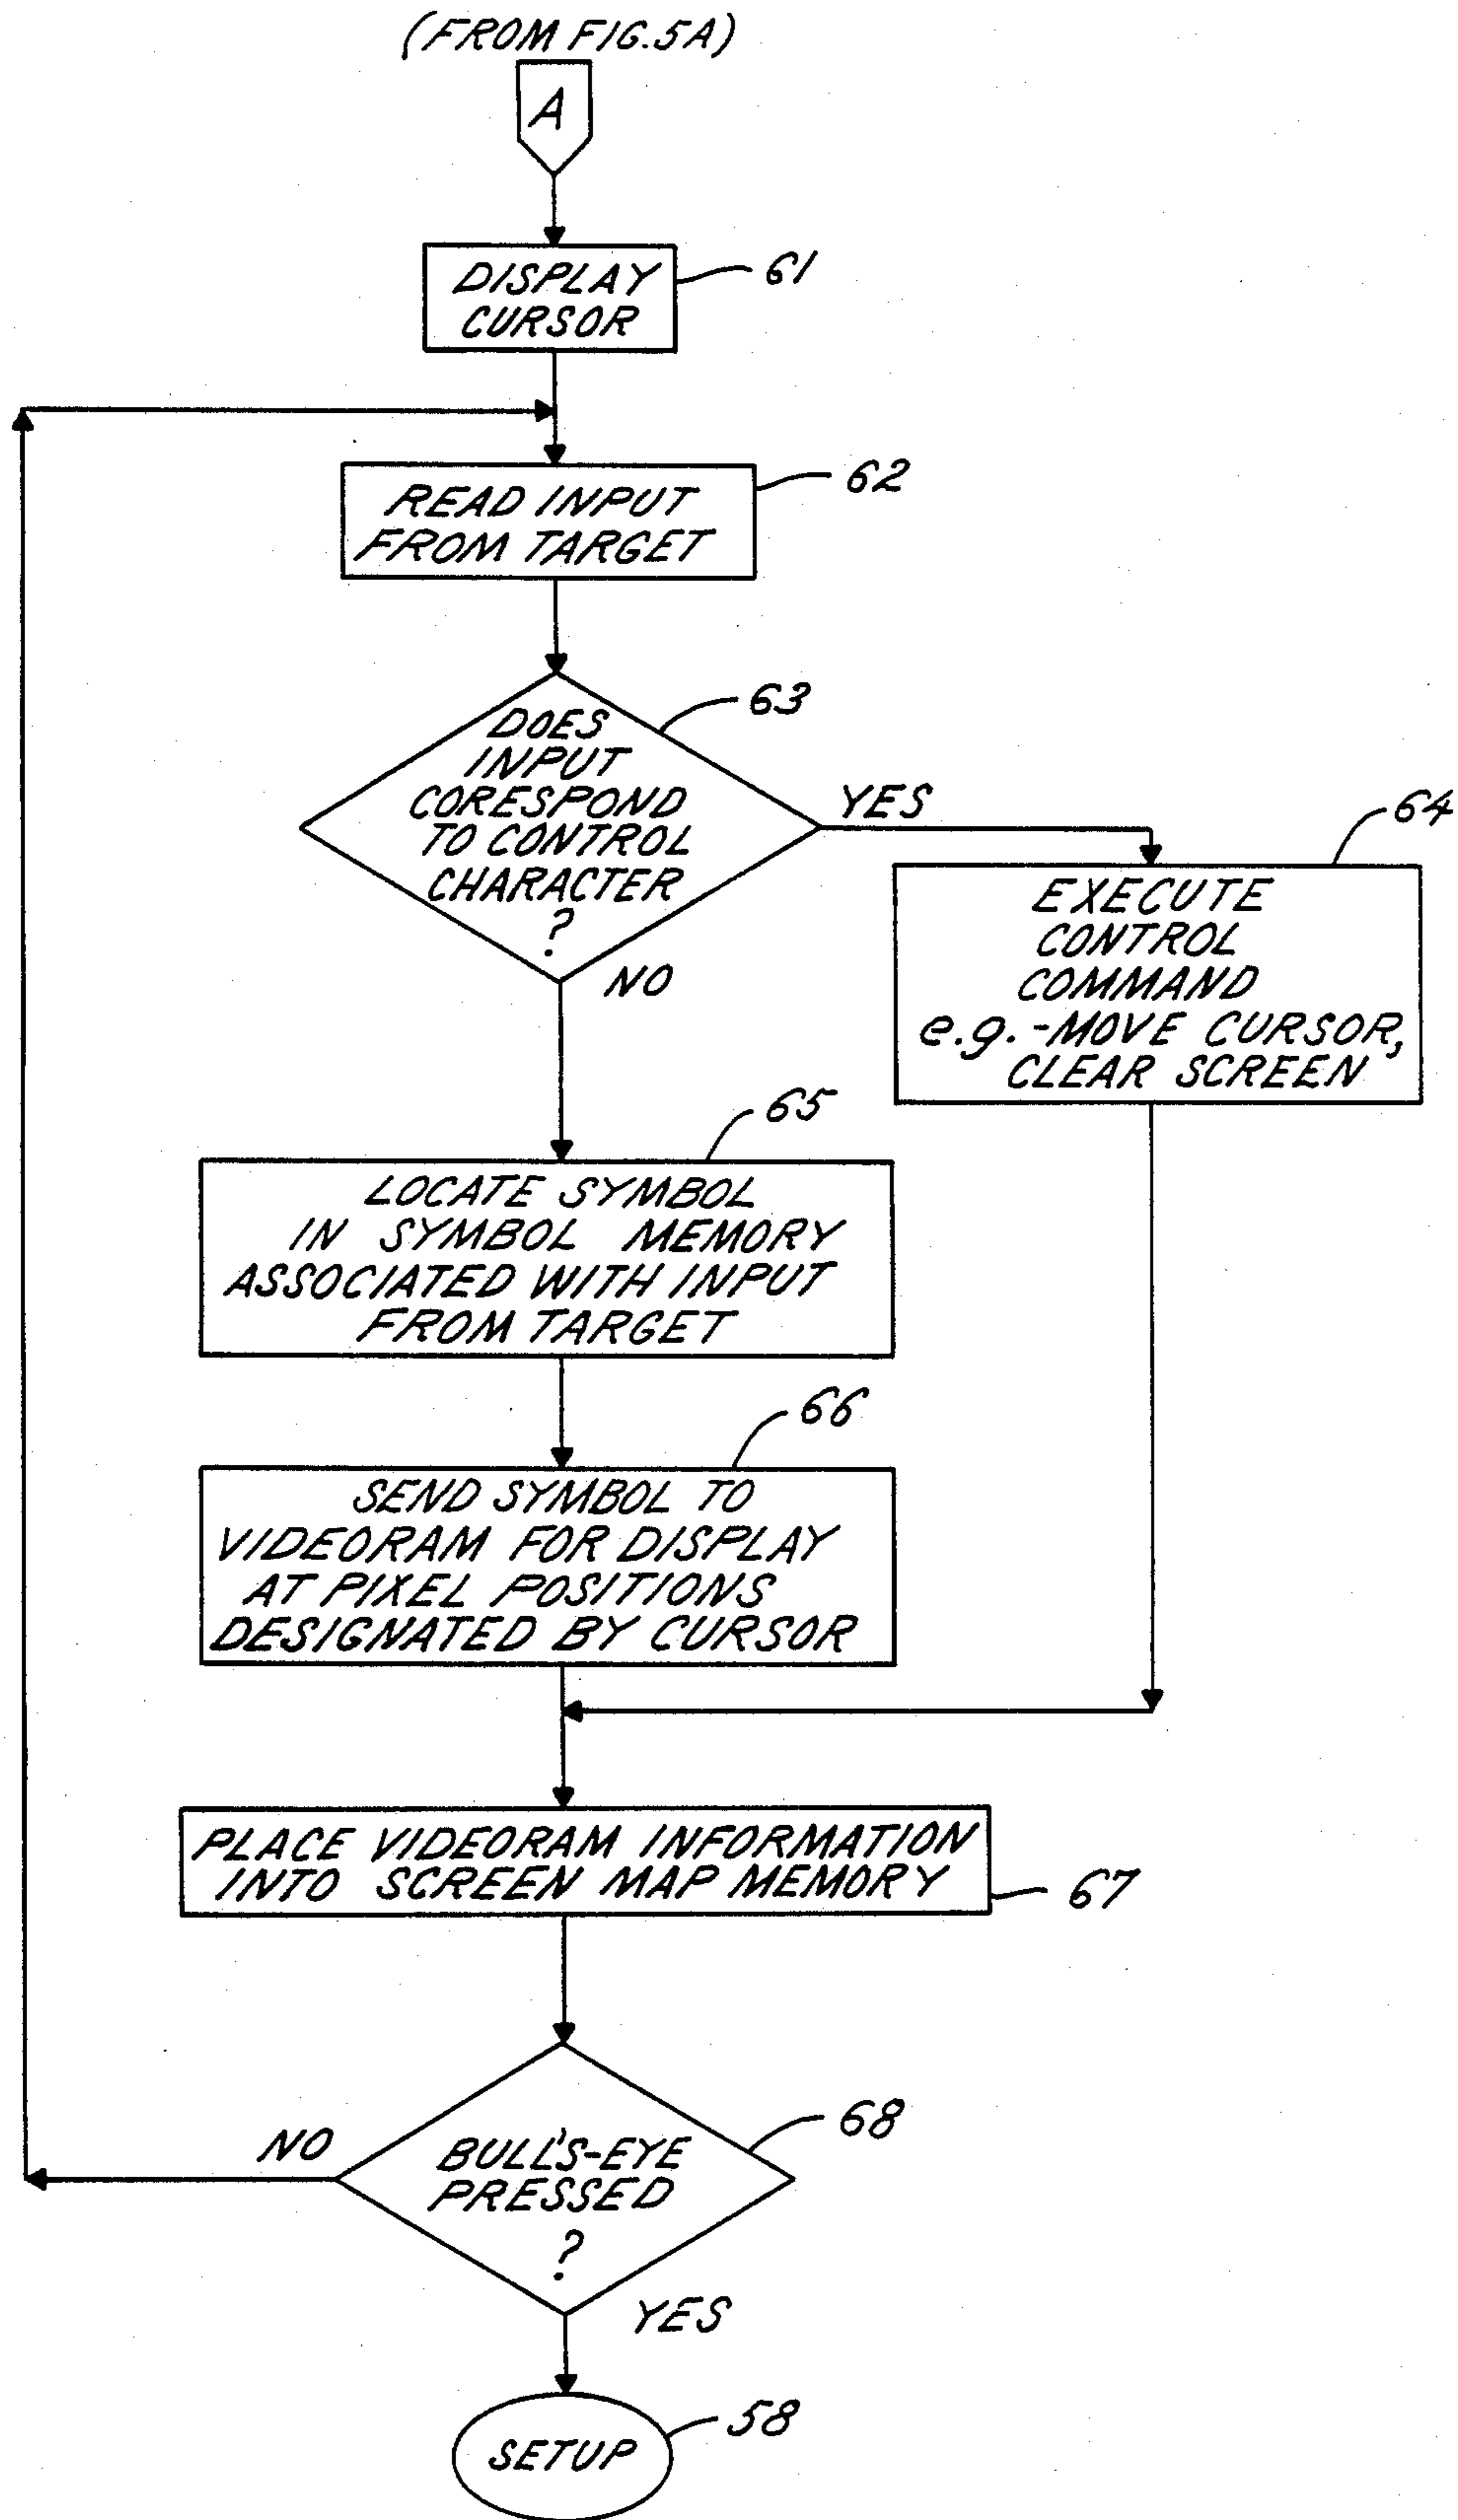 (FROM FIG.5A)
A
DISPLAY
CURSOR
61
READ INPUT
FROM TARGET
62
DOES
INPUT
CORESPOND
TO CONTROL
CHARACTER
?
63
YES
NO
EXECUTE
CONTROL
COMMAND
e.g.-MOVE CURSOR,
CLEAR SCREEN
64
LOCATE SYMBOL
IN SYMBOL MEMORY
ASSOCIATED WITH INPUT
FROM TARGET
65
SEND SYMBOL TO
VIDEORAM FOR DISPLAY
AT PIXEL POSITIONS
DESIGNATED BY CURSOR
66
PLACE VIDEORAM INFORMATION
INTO SCREEN MAP MEMORY
67
BULL'S-EYE
PRESSED
?
68
NO
YES
SETUP
58